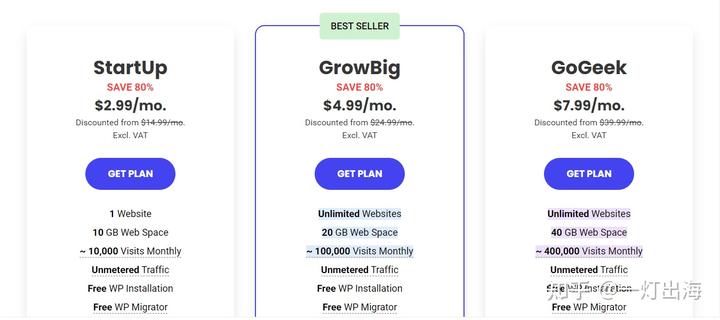 BEST SELLER
StartUp
SAVE 80%
$2.99/mo.
Discounted from $14.99/mo.
Excl. VAT
GET PLAN
1 Website
10 GB Web Space
~ 10,000 Visits Monthly
Unmetered Traffic
Free WP Installation
Free WP Migrator
GrowBig
SAVE 80%
$4.99/mo.
Discounted from $24.99/mo.
Excl. VAT
GET PLAN
Unlimited Websites
20 GB Web Space
~ 100,000 Visits Monthly
Unmetered Traffic
Free WP Installation
Free WP Migrator
GoGeek
SAVE 80%
$7.99/mo.
Discounted from $39.99/mo.
Excl. VAT
GET PLAN
Unlimited Websites
40 GB Web Space
~ 400,000 Visits Monthly
Unmetered Traffic
Free WP Installation
Free WP Migrator
知乎 @一灯出海